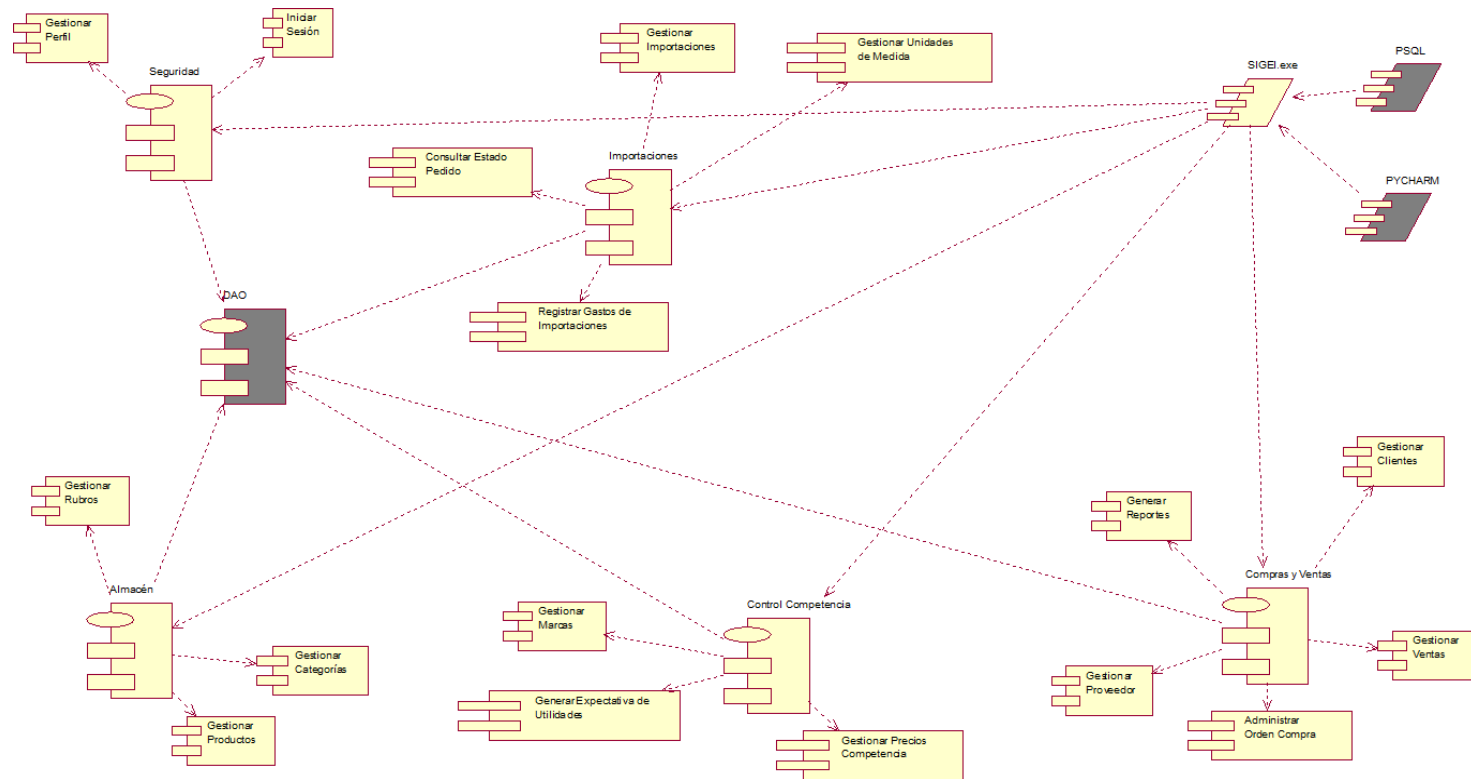 Gestionar
Perfil
Iniciar
Sesión
Gestionar
Importaciones
Gestionar Unidades
de Medida
Seguridad
SIGEI.exe
PSQL
Consultar Estado
Pedido
Importaciones
PYCHARM
DAO
Registrar Gastos de
Importaciones
Gestionar
Rubros
Gestionar
Clientes
Generar
Reportes
Almacén
Control Competencia
Compras y Ventas
Gestionar
Marcas
Gestionar
Categorías
Gestionar
Ventas
Gestionar
Proveedor
Generar Expectativa de
Utilidades
Gestionar
Productos
Gestionar Precios
Competencia
Administrar
Orden Compra